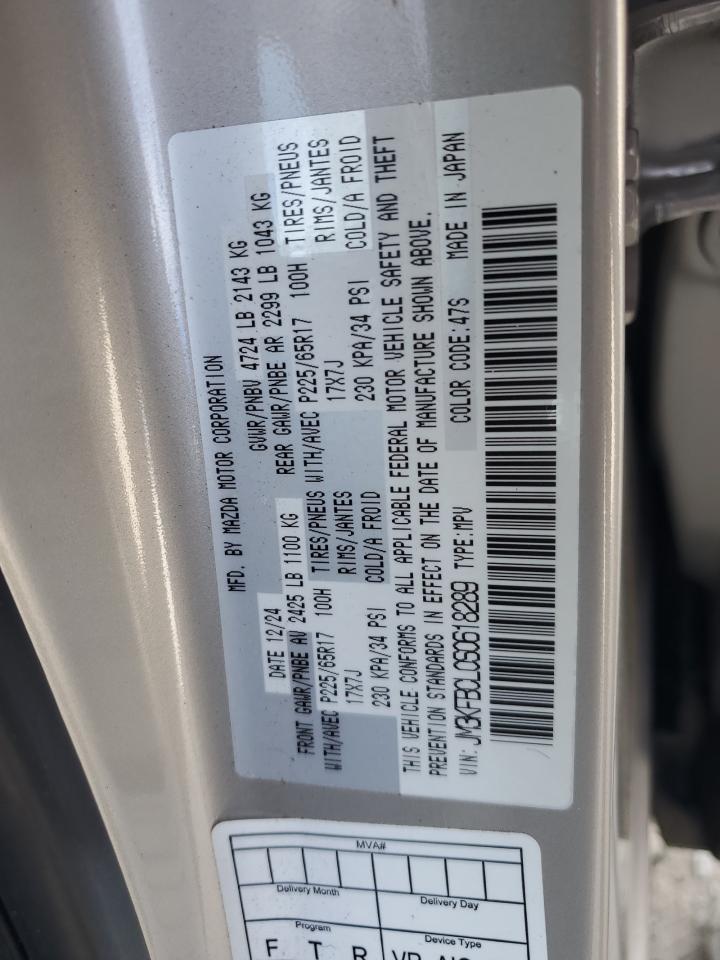 MFD. BY MAZDA MOTOR CORPORATION
DATE 12/24 GVWR/PNBV 4724 LB 2143 KG
FRONT GAWR/PNBE AV 2425 LB 1100 KG REAR GAWR/PNBE AR 2299 LB 1043 KG
WITH/AVEC P225/65R17 100H TIRES/PNEUS WITH/AVEC P225/65R17 100H TIRES/PNEUS
17X7J RIMS/JANTES 17X7J RIMS/JANTES
230 KPA/34 PSI COLD/A FROID 230 KPA/34 PSI COLD/A FROID
THIS VEHICLE CONFORMS TO ALL APPLICABLE FEDERAL MOTOR VEHICLE SAFETY AND THEFT
PREVENTION STANDARDS IN EFFECT ON THE DATE OF MANUFACTURE SHOWN ABOVE.
VIN: JM3KFBCL0S0618289 TYPE:MPV COLOR CODE:47S MADE IN JAPAN
MVA#
Delivery Month Delivery Day
Program Device Type
F T R